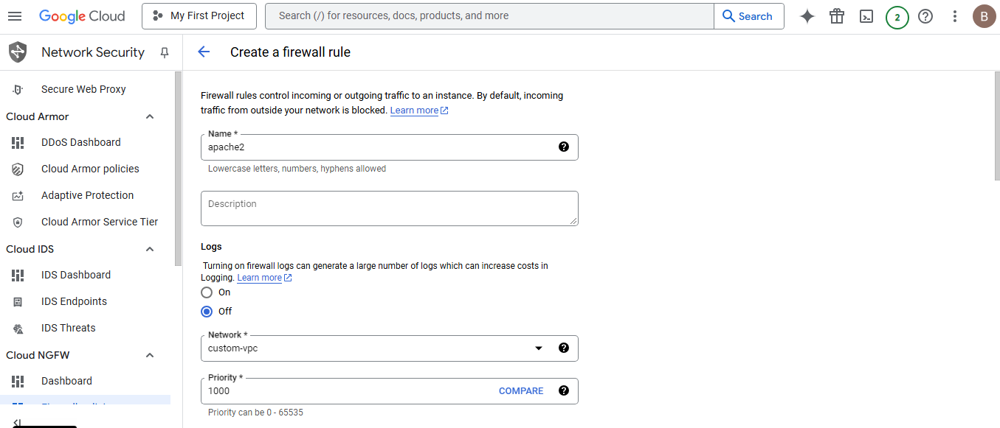 Google Cloud
My First Project
Search (/) for resources, docs, products, and more
Search
2
B
Network Security
Create a firewall rule
Secure Web Proxy
Cloud Armor
DDoS Dashboard
Cloud Armor policies
Adaptive Protection
Cloud Armor Service Tier
Cloud IDS
IDS Dashboard
IDS Endpoints
IDS Threats
Cloud NGFW
Dashboard
Firewall rules control incoming or outgoing traffic to an instance. By default, incoming
traffic from outside your network is blocked. Learn more
Name *
apache2
Lowercase letters, numbers, hyphens allowed
Description
Logs
Turning on firewall logs can generate a large number of logs which can increase costs in
Logging. Learn more
On
Off
Network *
custom-vpc
Priority *
1000
COMPARE
Priority can be 0 - 65535